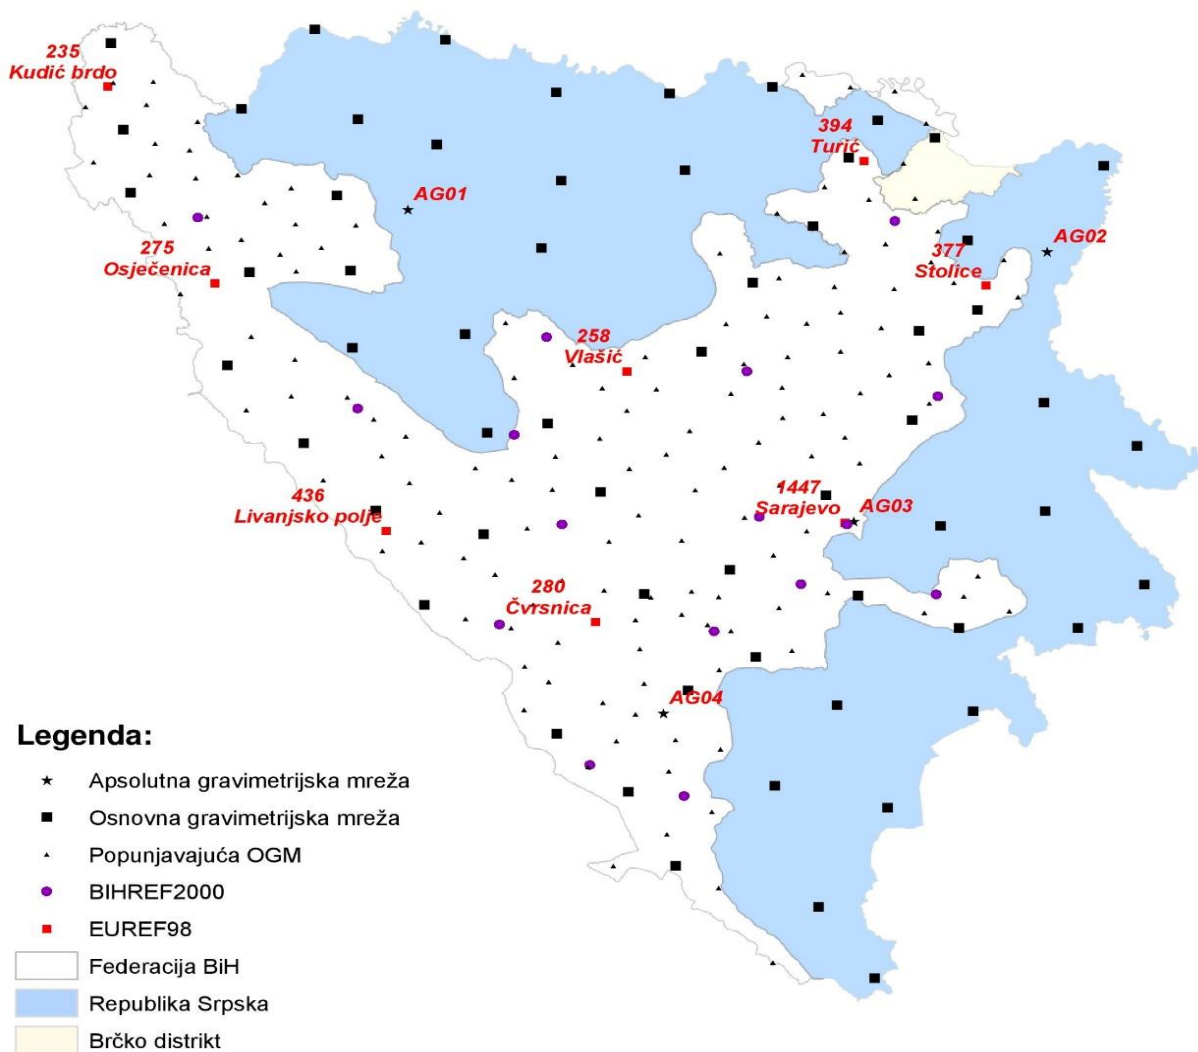 235
Kudić brdo
394
Turić
AG01
AG02
275
Osječenica
377
Stolice
258
Vlašić
436
Livanjsko polje
1447
Sarajevo
AG03
280
Čvrsnica
AG04
Legenda:
Apsolutna gravimetrijska mreža
Osnovna gravimetrijska mreža
Popunjavajuća OGM
BIHREF2000
EUREF98
Federacija BiH
Republika Srpska
Brčko distrikt